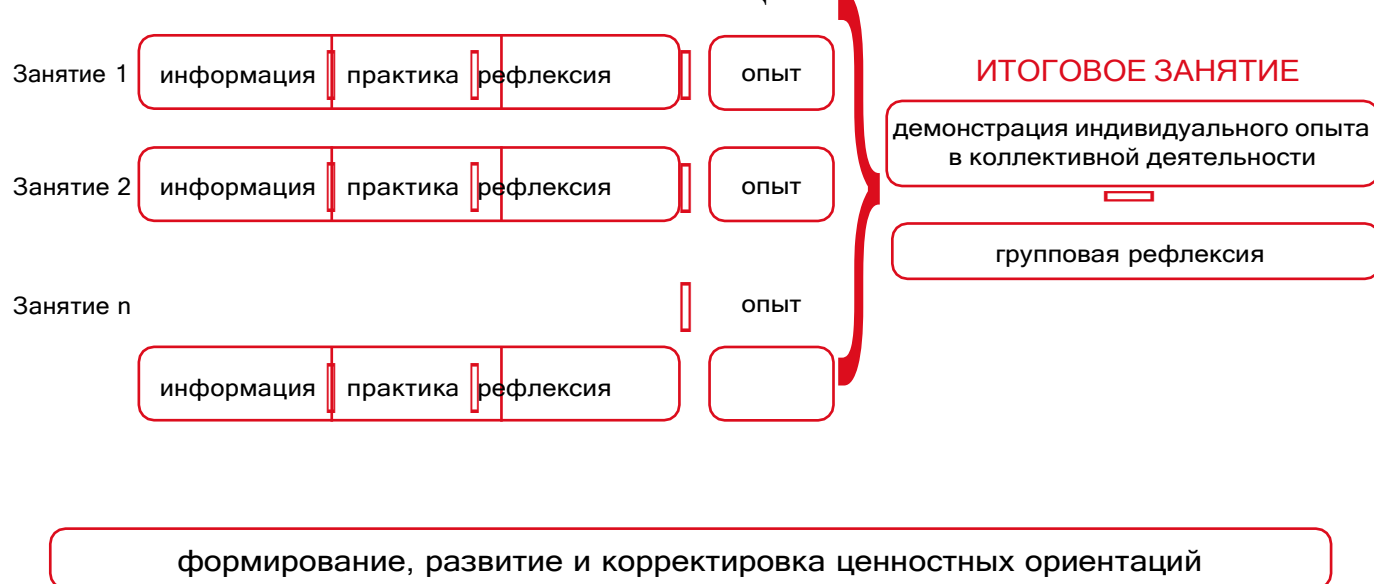 Занятие 1
информация практика рефлексия
опыт
Занятие 2
информация практика рефлексия
опыт
Занятие n
опыт
информация практика рефлексия
ИТОГОВОЕ ЗАНЯТИЕ
демонстрация индивидуального опыта
в коллективной деятельности
групповая рефлексия
формирование, развитие и корректировка ценностных ориентаций